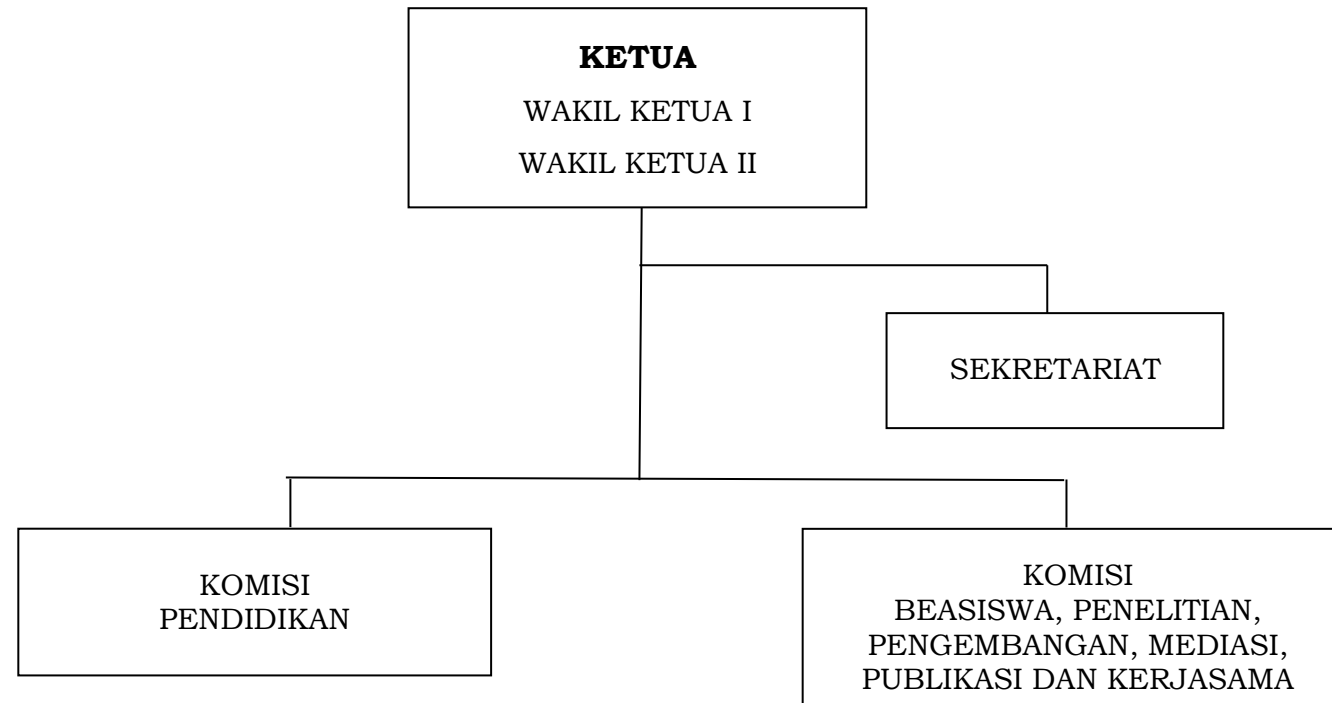 KETUA
WAKIL KETUA I
WAKIL KETUA II
SEKRETARIAT
KOMISI
PENDIDIKAN
KOMISI
BEASISWA, PENELITIAN,
PENGEMBANGAN, MEDIASI,
PUBLIKASI DAN KERJASAMA